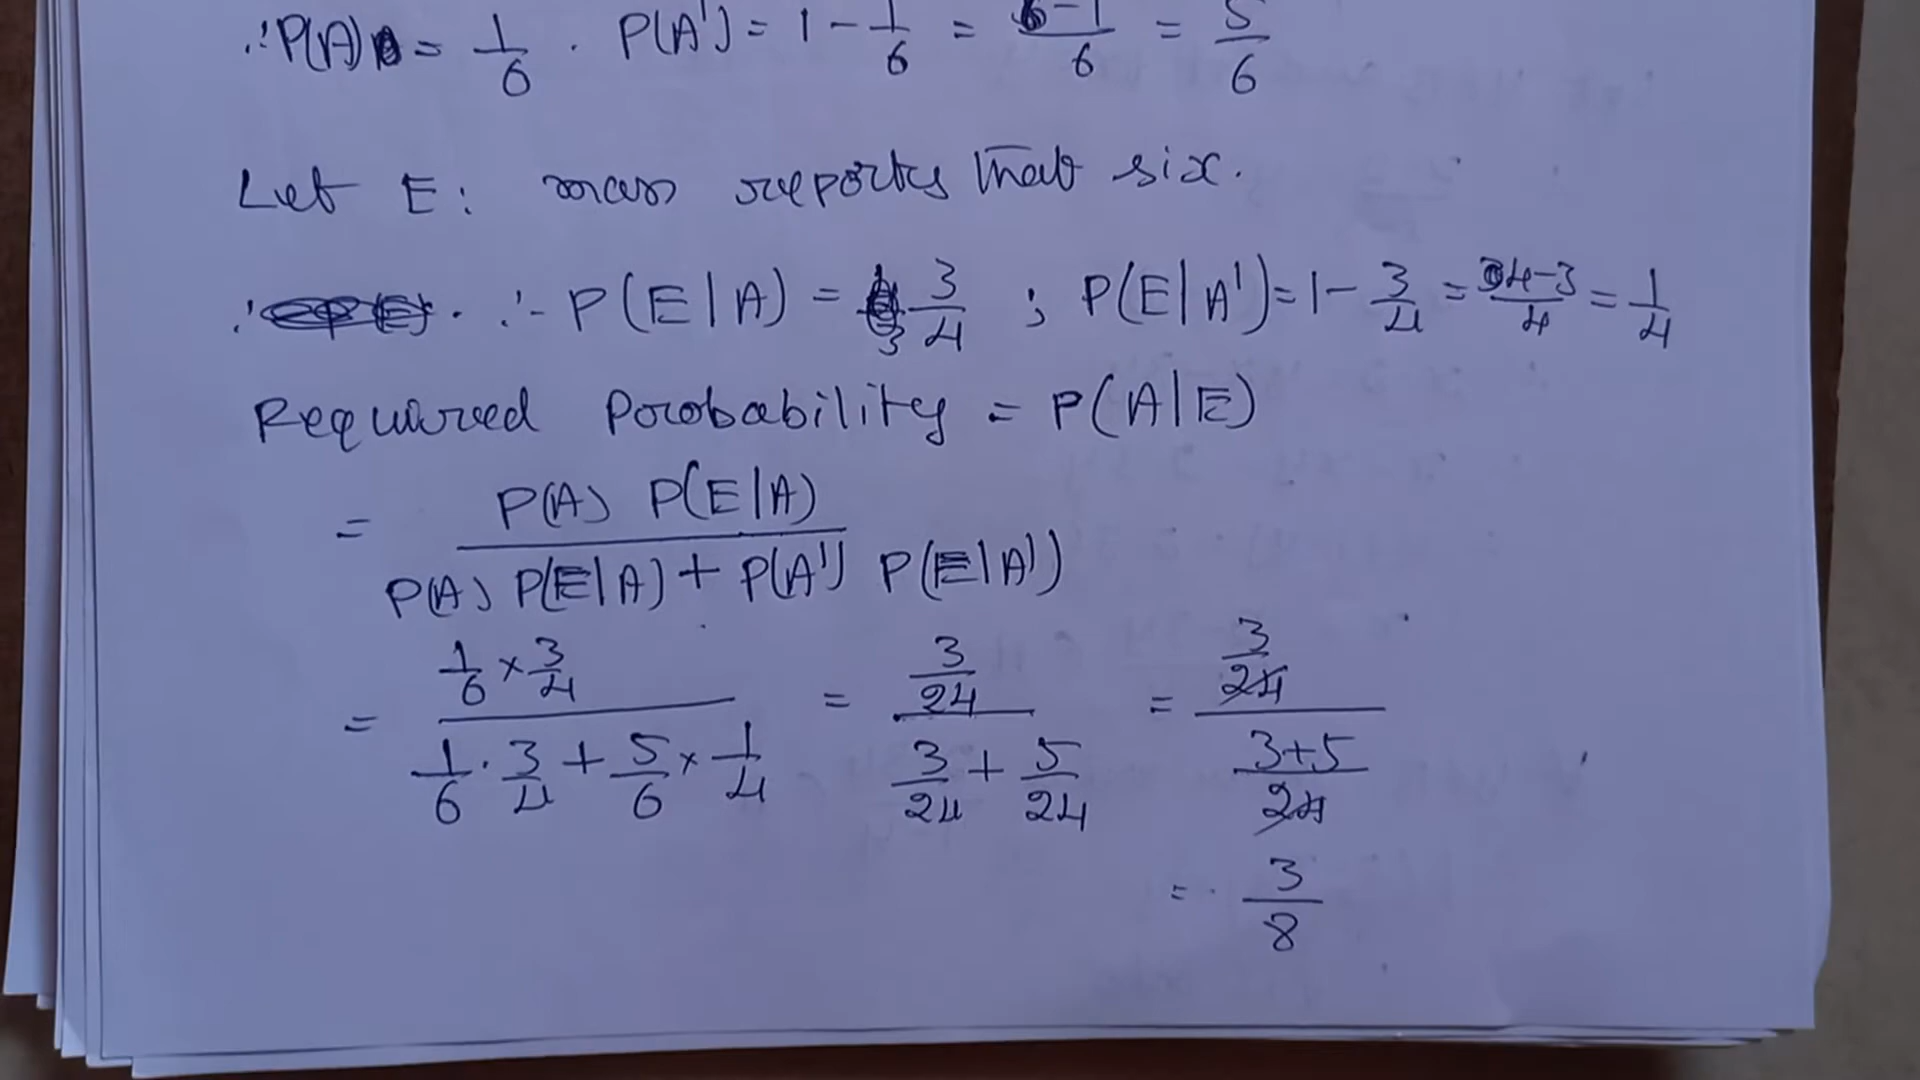 ∴ P(A) = 1/6 . P(A') = 1 - 1/6 = 6-1/6 = 5/6
Let E: man reports that six.
∴ P(E|A) = 3/4 ; P(E|A') = 1 - 3/4 = 4-3/4 = 1/4
Required Probability = P(A|E)
= P(A) P(E|A) / P(A) P(E|A) + P(A') P(E|A'))
= 1/6 × 3/4 / 1/6 . 3/4 + 5/6 × 1/4 = 3/24 / 3/24 + 5/24 = 3/24 / 3+5/24
= 3/8